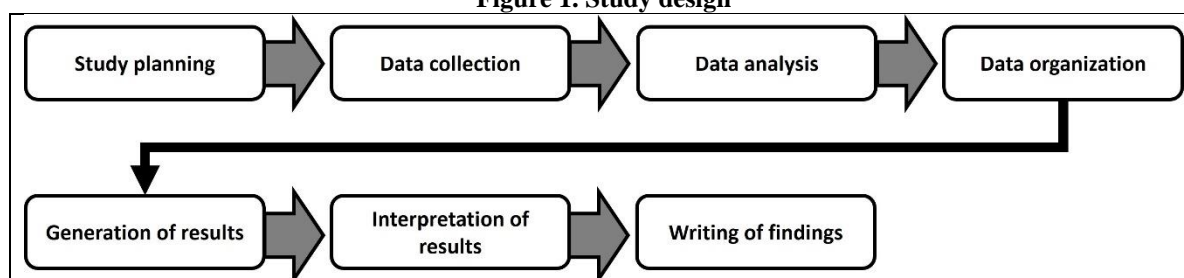 Figure 1. Study design
Study planning
Data collection
Data analysis
Data organization
Generation of results
Interpretation of
results
Writing of findings